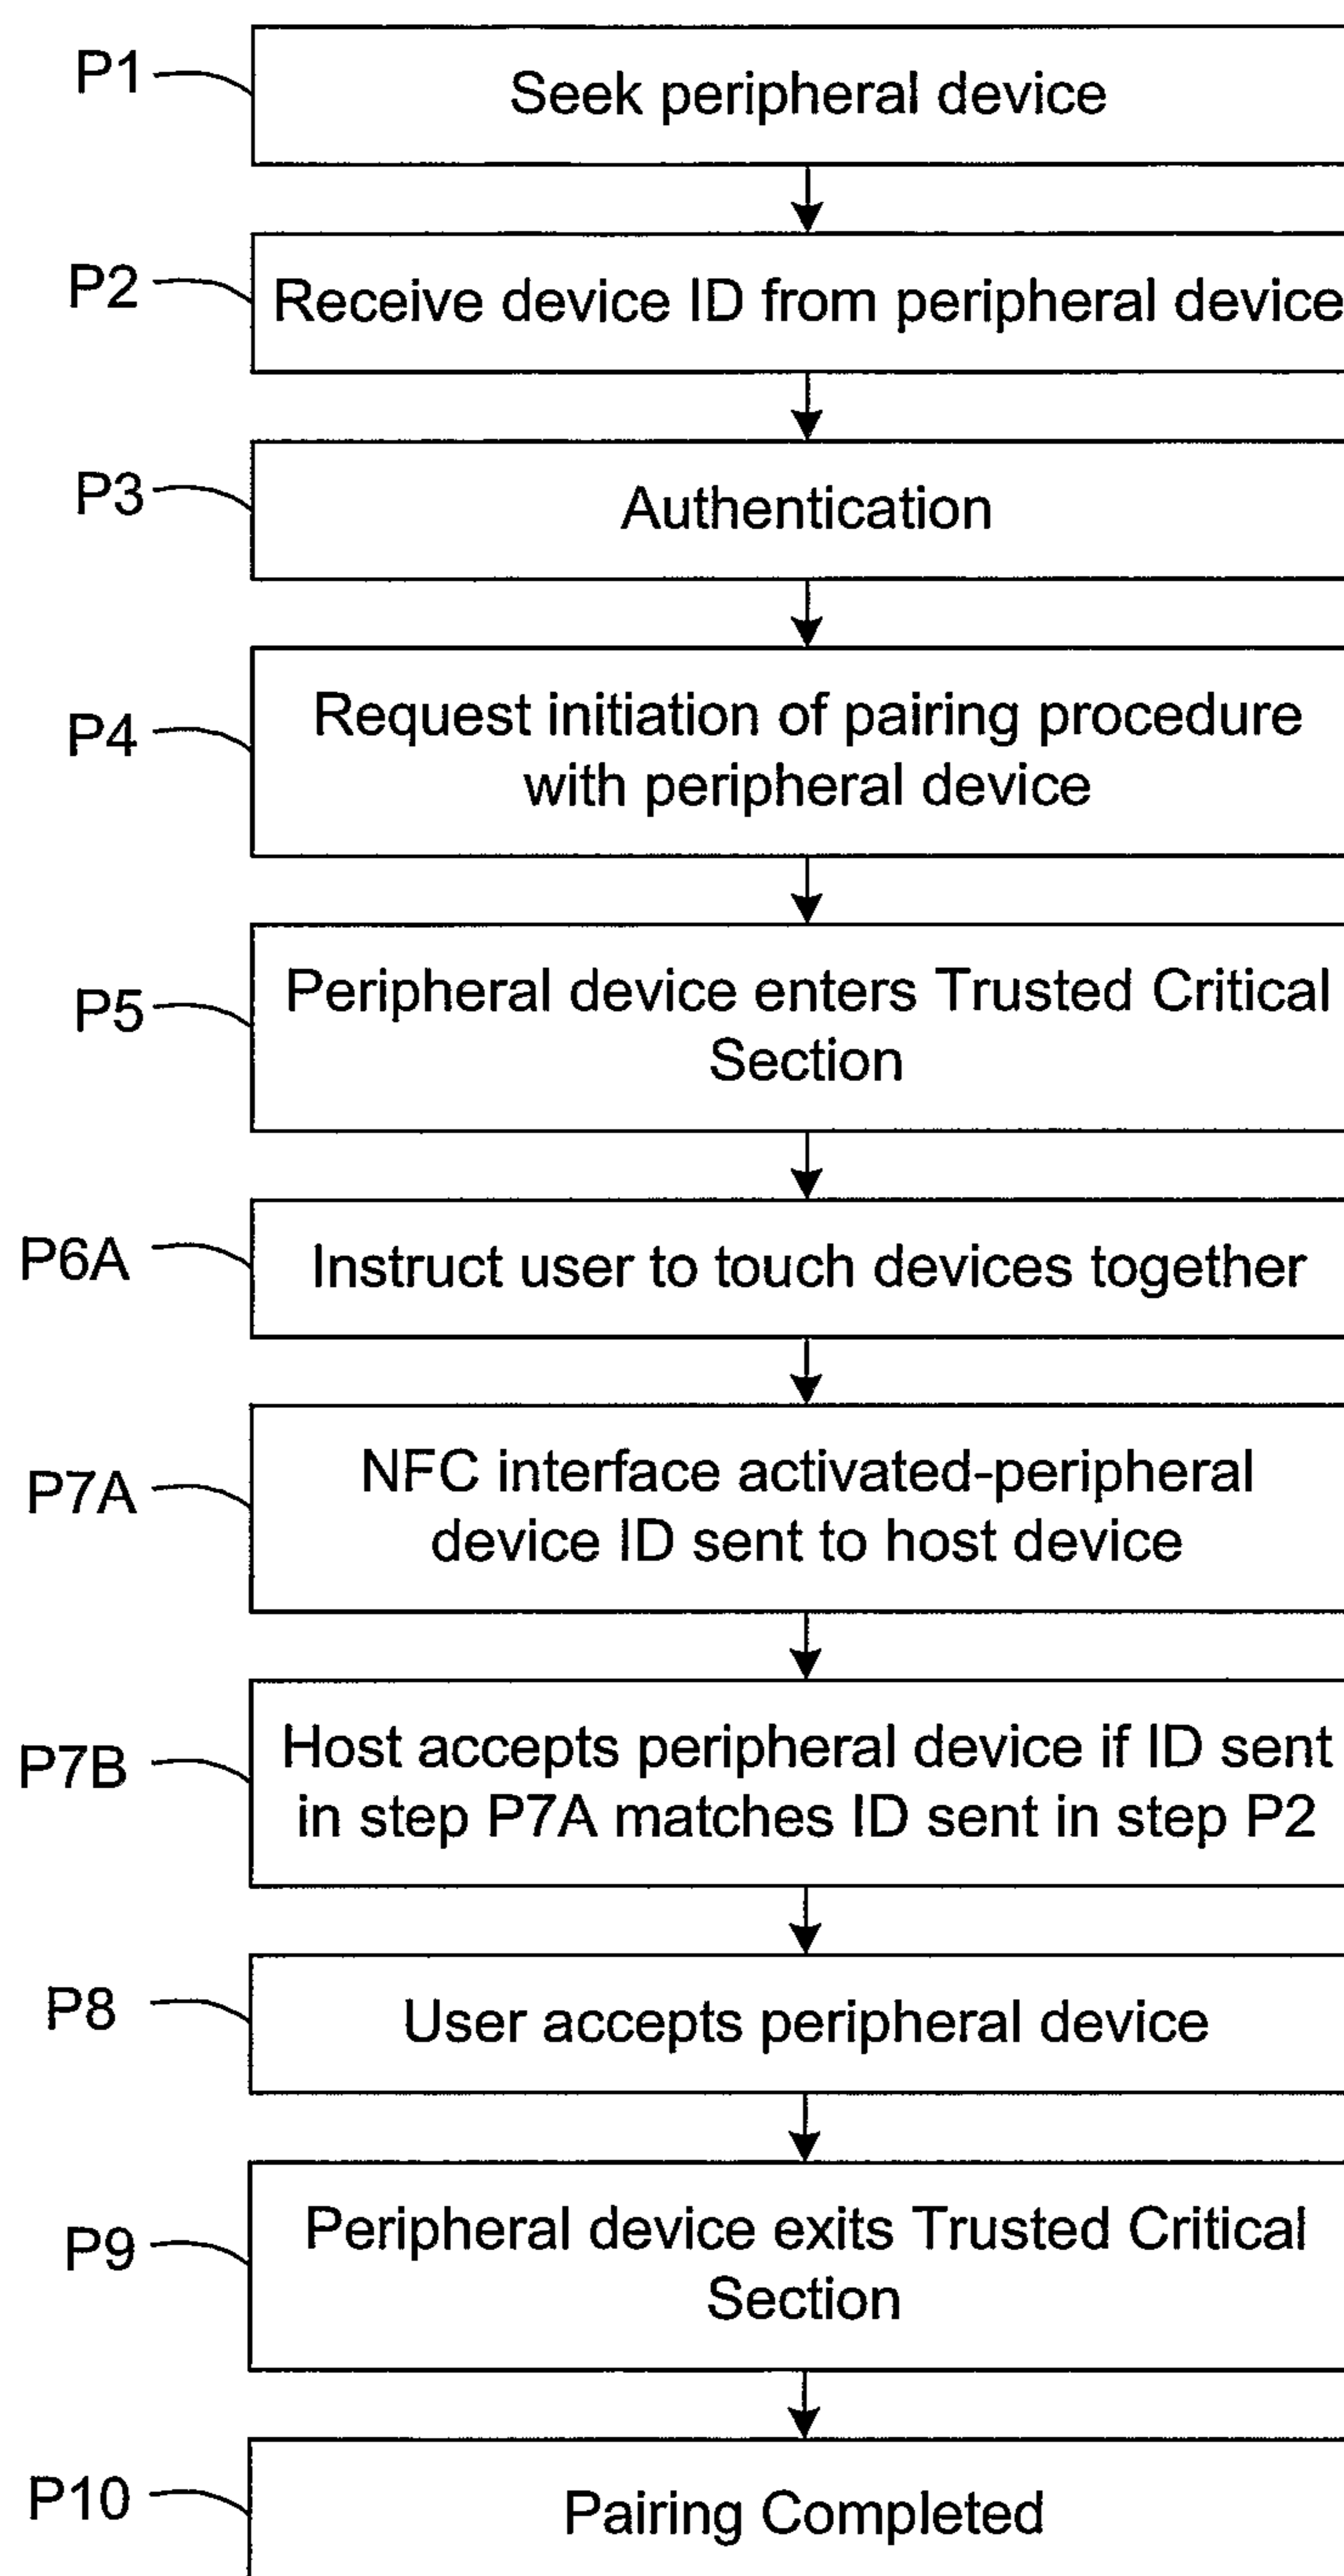 P1
Seek peripheral device
P2
Receive device ID from peripheral device
P3
Authentication
P4
Request initiation of pairing procedure
with peripheral device
P5
Peripheral device enters Trusted Critical
Section
P6A
Instruct user to touch devices together
P7A
NFC interface activated-peripheral
device ID sent to host device
P7B
Host accepts peripheral device if ID sent
in step P7A matches ID sent in step P2
P8
User accepts peripheral device
P9
Peripheral device exits Trusted Critical
Section
P10
Pairing Completed